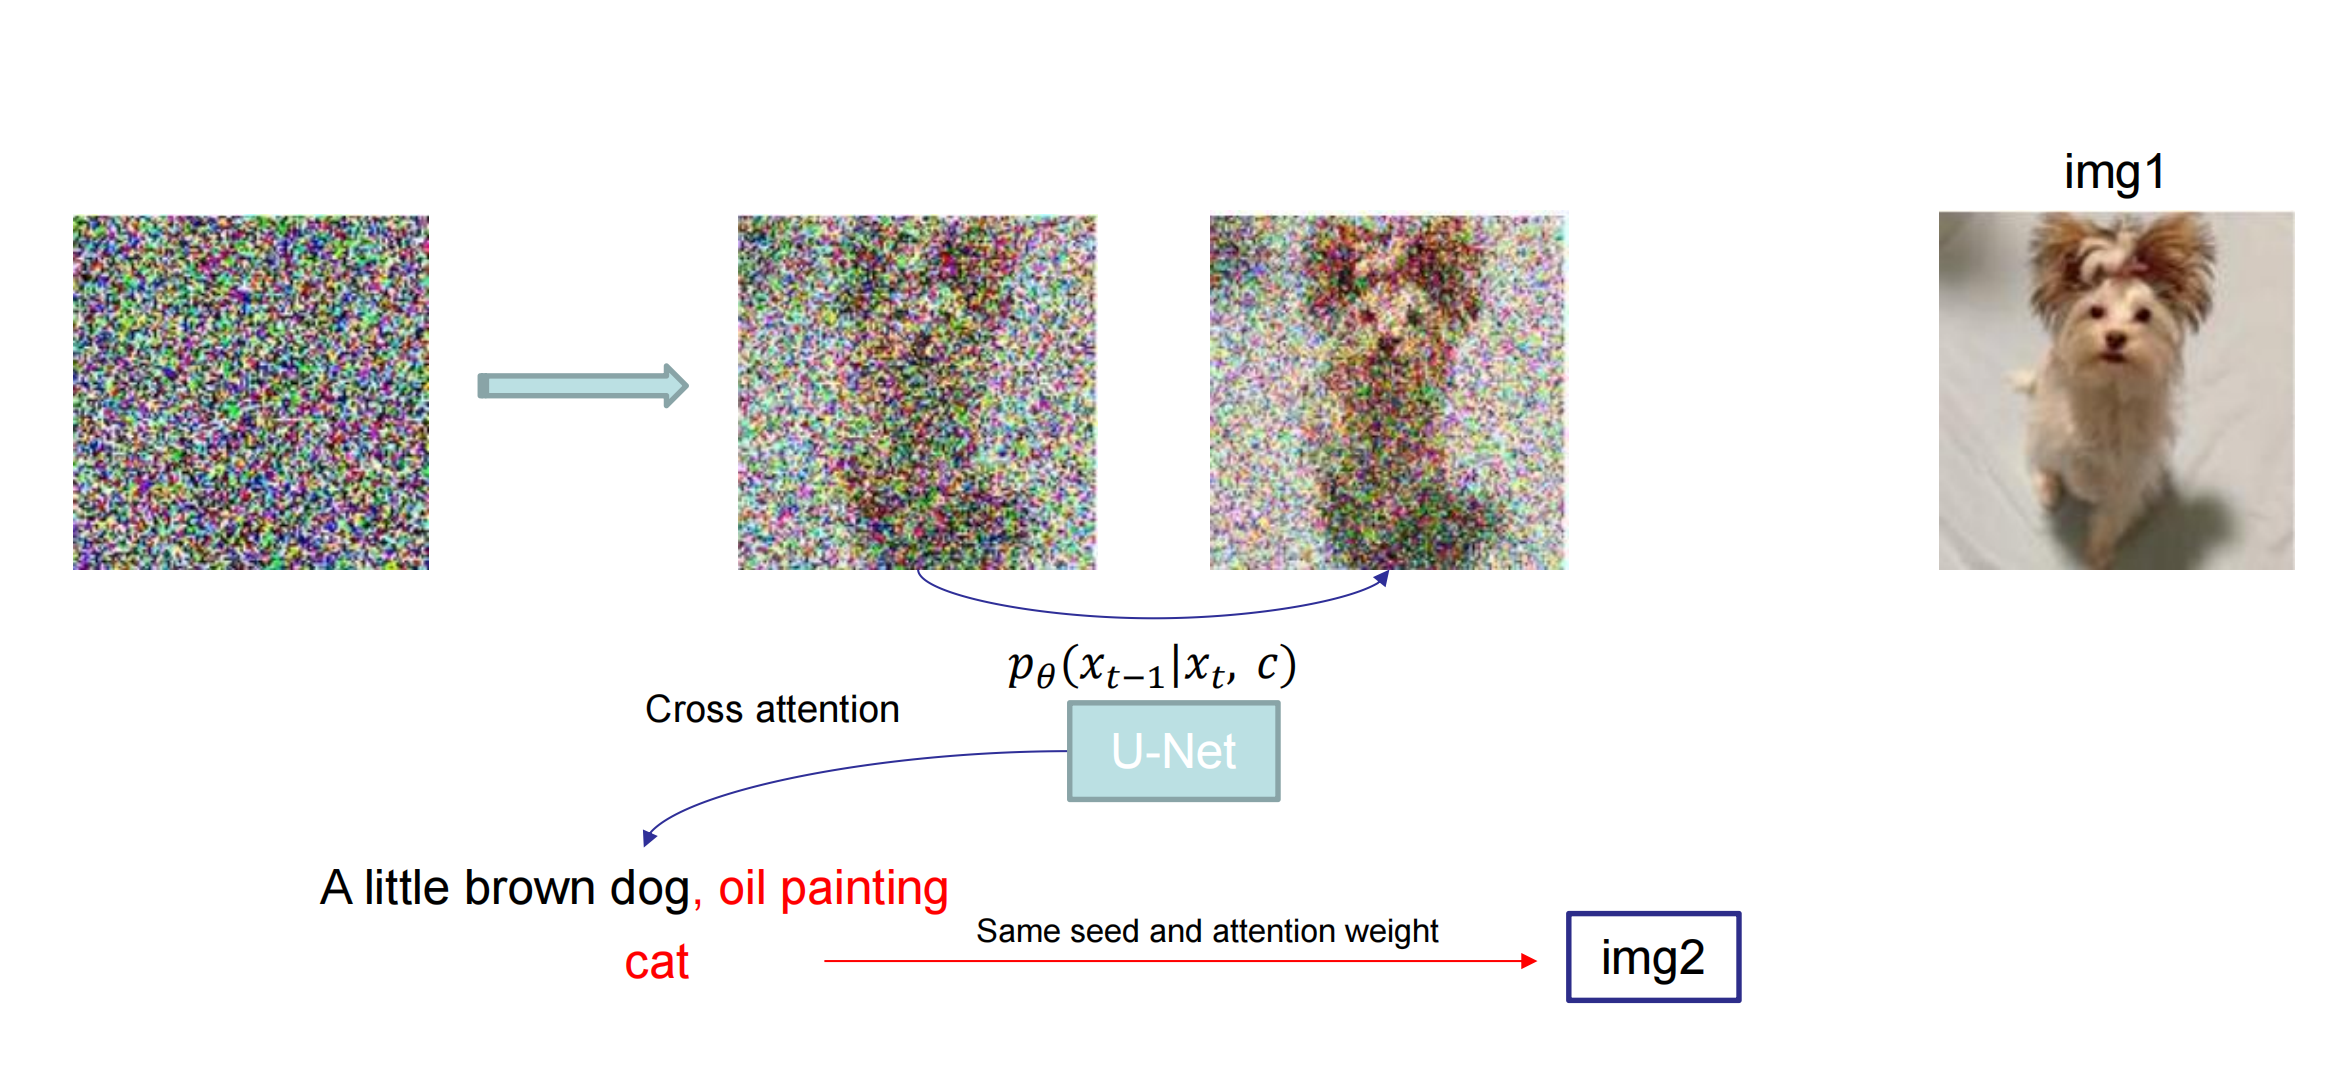 img1
pθ(xt−1|xt, c)
Cross attention
U-Net
A little brown dog, oil painting
Same seed and attention weight
cat
img2